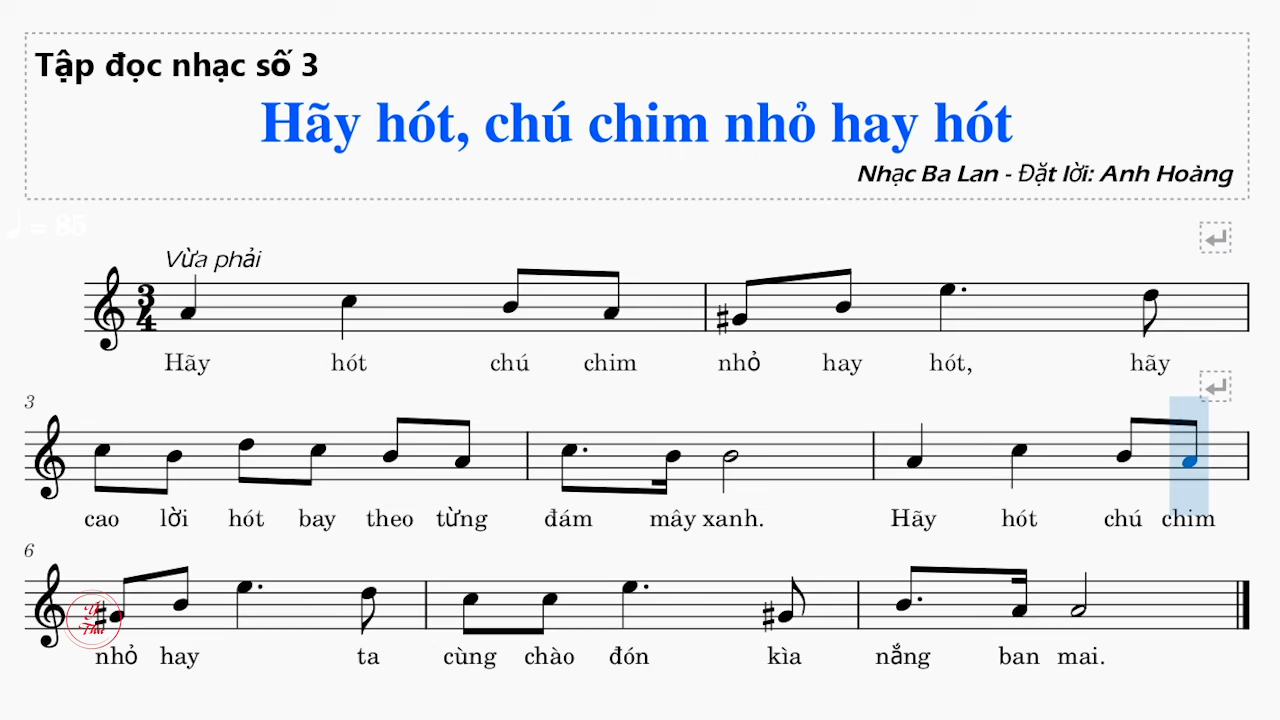 Tập đọc nhạc số 3
Hãy hót, chú chim nhỏ hay hót
Nhạc Ba Lan - Đặt lời: Anh Hoàng
♩ = 85
Vừa phải
3
4
Hãy hót chú chim nhỏ hay hót, hãy
3
cao lời hót bay theo từng đám mây xanh. Hãy hót chú chim
6
nhỏ hay ta cùng chào đón kìa nắng ban mai.